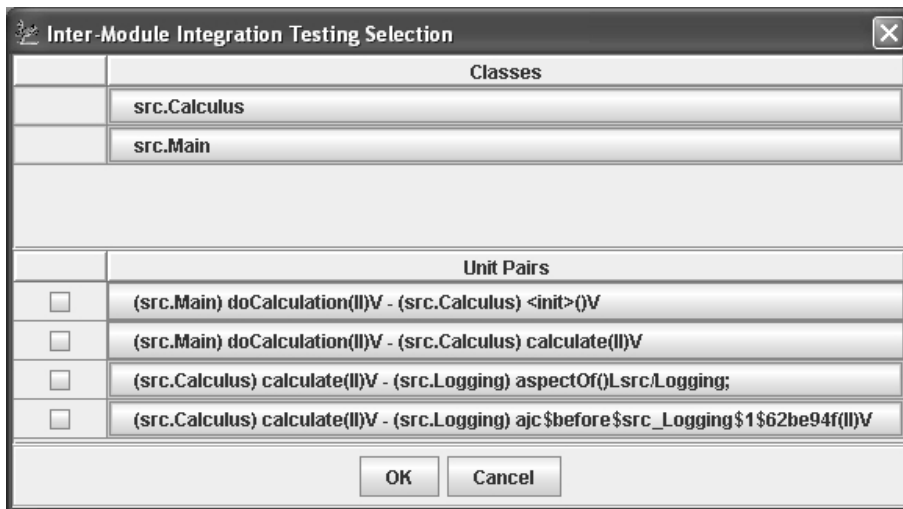 Inter-Module Integration Testing Selection
Classes
src.Calculus
src.Main
Unit Pairs
(src.Main) doCalculation(II)V - (src.Calculus) <init>()V
(src.Main) doCalculation(II)V - (src.Calculus) calculate(II)V
(src.Calculus) calculate(II)V - (src.Logging) aspectOf()Lsrc/Logging;
(src.Calculus) calculate(II)V - (src.Logging) ajc$before$src_Logging$1$62be94f(II)V
OK Cancel